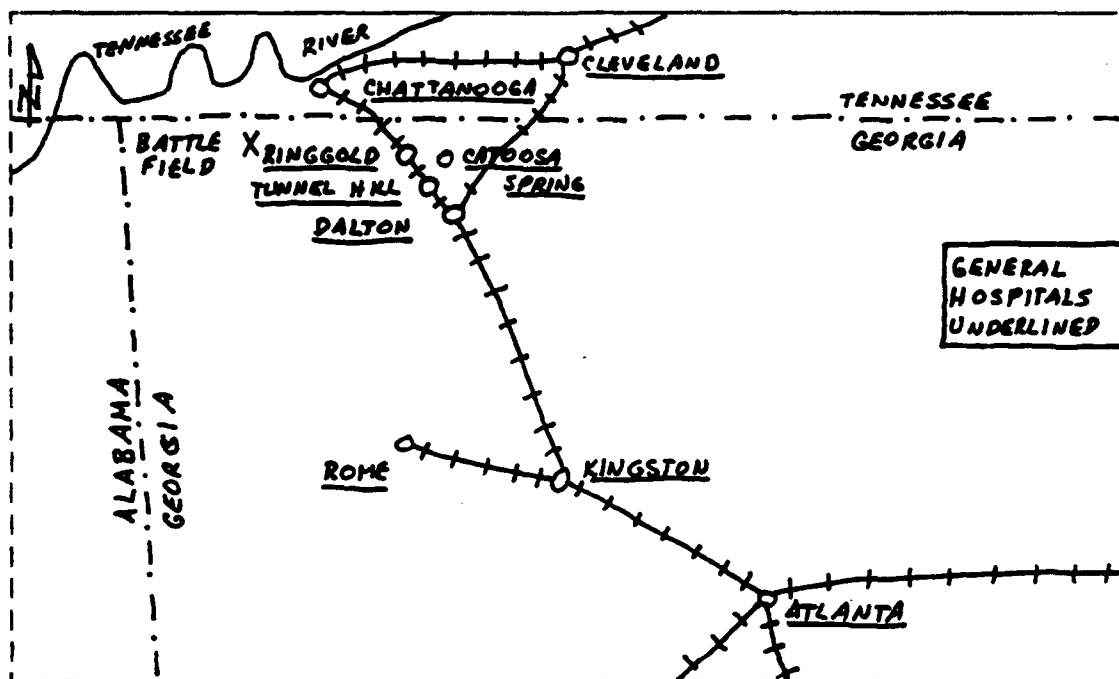 TENNESSEE
RIVER
CLEVELAND
CHATTANOOGA
N
TENNESSEE
GEORGIA
BATTLE
FIELD
X
RINGGOLD
CATOOSA
SPRING
TUNNEL HILL
DALTON
GENERAL
HOSPITALS
UNDERLINED
ALABAMA
GEORGIA
ROME
KINGSTON
ATLANTA